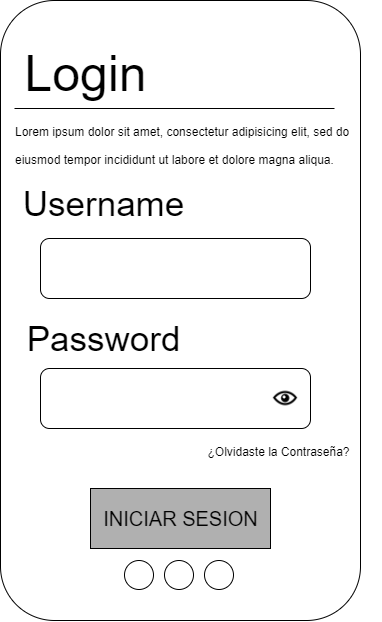 Login
Lorem ipsum dolor sit amet, consectetur adipisicing elit, sed do
eiusmod tempor incididunt ut labore et dolore magna aliqua.
Username
Password
¿Olvidaste la Contraseña?
INICIAR SESION